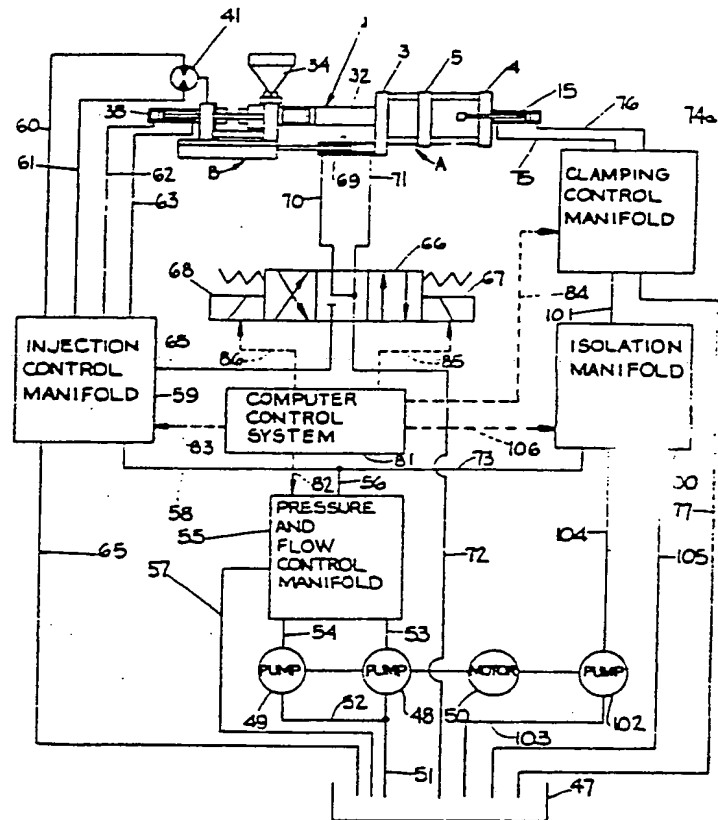 41
1
34
32
3
5
4
15
38
76
74a
60
61
62
63
B
70
69
71
A
75
CLAMPING
CONTROL
MANIFOLD
66
68
67
84
101
INJECTION
CONTROL
MANIFOLD
59
65
86
85
ISOLATION
MANIFOLD
COMPUTER
CONTROL
SYSTEM
83
81
106
82
56
73
58
55
PRESSURE
AND
FLOW
CONTROL
MANIFOLD
65
57
72
104
77
105
54
53
PUMP
PUMP
MOTOR
PUMP
49
52
48
50
102
103
51
47